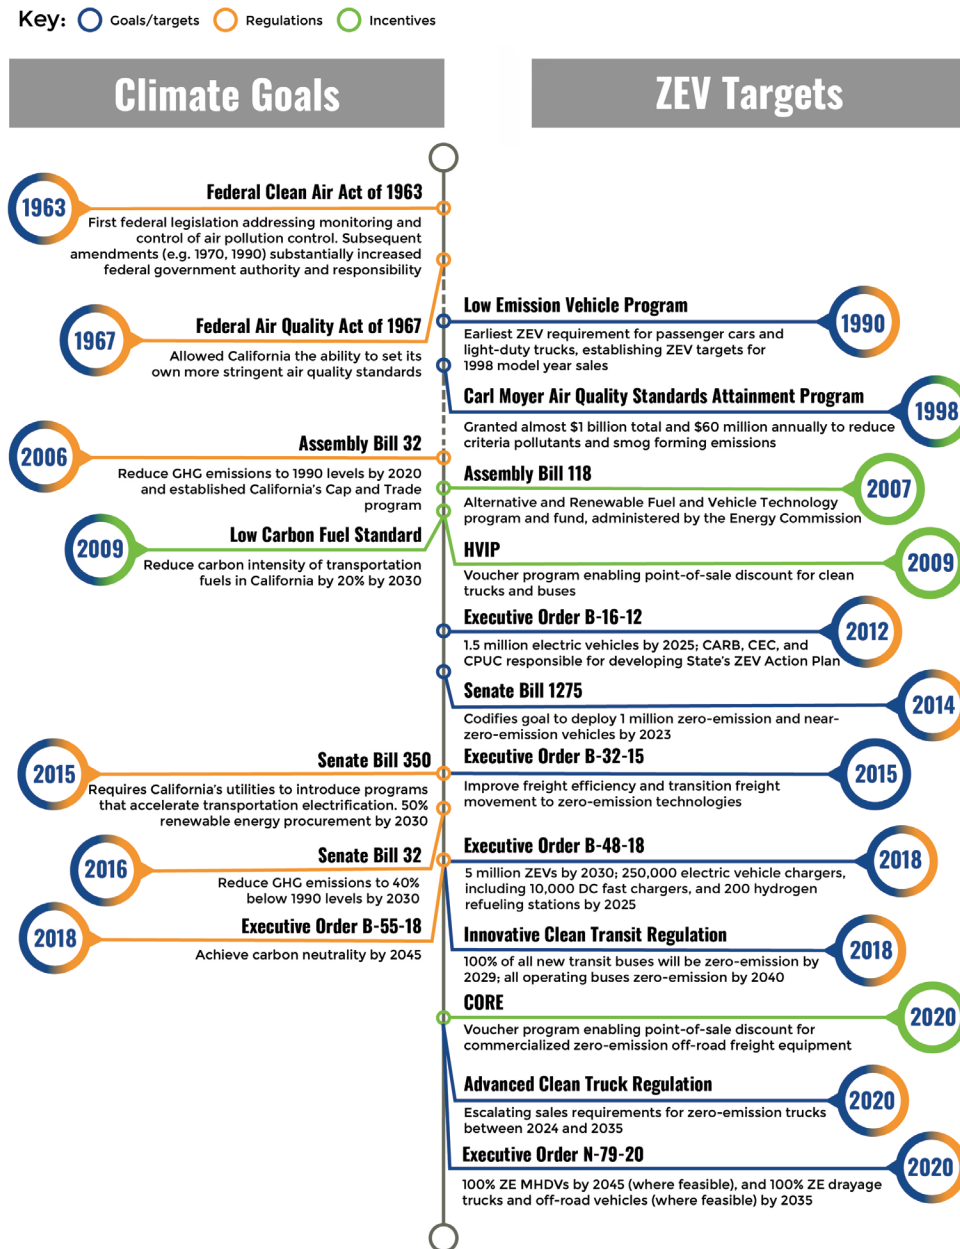 Key: Goals/targets Regulations Incentives
Climate Goals
ZEV Targets
1963
Federal Clean Air Act of 1963
First federal legislation addressing monitoring and
control of air pollution control. Subsequent
amendments (e.g. 1970, 1990) substantially increased
federal government authority and responsibility
1967
Federal Air Quality Act of 1967
Allowed California the ability to set its
own more stringent air quality standards
Low Emission Vehicle Program
1990
Earliest ZEV requirement for passenger cars and
light-duty trucks, establishing ZEV targets for
1998 model year sales
Carl Moyer Air Quality Standards Attainment Program
1998
Granted almost $1 billion total and $60 million annually to reduce
criteria pollutants and smog forming emissions
2006
Assembly Bill 32
Reduce GHG emissions to 1990 levels by 2020
and established California's Cap and Trade
program
Assembly Bill 118
2007
Alternative and Renewable Fuel and Vehicle Technology
program and fund, administered by the Energy Commission
2009
Low Carbon Fuel Standard
Reduce carbon intensity of transportation
fuels in California by 20% by 2030
HVIP
2009
Voucher program enabling point-of-sale discount for clean
trucks and buses
Executive Order B-16-12
2012
1.5 million electric vehicles by 2025; CARB, CEC, and
CPUC responsible for developing State's ZEV Action Plan
Senate Bill 1275
2014
Codifies goal to deploy 1 million zero-emission and near-
zero-emission vehicles by 2023
2015
Senate Bill 350
Requires California's utilities to introduce programs
that accelerate transportation electrification. 50%
renewable energy procurement by 2030
Executive Order B-32-15
2015
Improve freight efficiency and transition freight
movement to zero-emission technologies
2016
Senate Bill 32
Reduce GHG emissions to 40%
below 1990 levels by 2030
Executive Order B-48-18
2018
5 million ZEVs by 2030; 250,000 electric vehicle chargers,
including 10,000 DC fast chargers, and 200 hydrogen
refueling stations by 2025
2018
Executive Order B-55-18
Achieve carbon neutrality by 2045
Innovative Clean Transit Regulation
2018
100% of all new transit buses will be zero-emission by
2029; all operating buses zero-emission by 2040
CORE
2020
Voucher program enabling point-of-sale discount for
commercialized zero-emission off-road freight equipment
Advanced Clean Truck Regulation
2020
Escalating sales requirements for zero-emission trucks
between 2024 and 2035
Executive Order N-79-20
2020
100% ZE MHDVs by 2045 (where feasible), and 100% ZE drayage
trucks and off-road vehicles (where feasible) by 2035